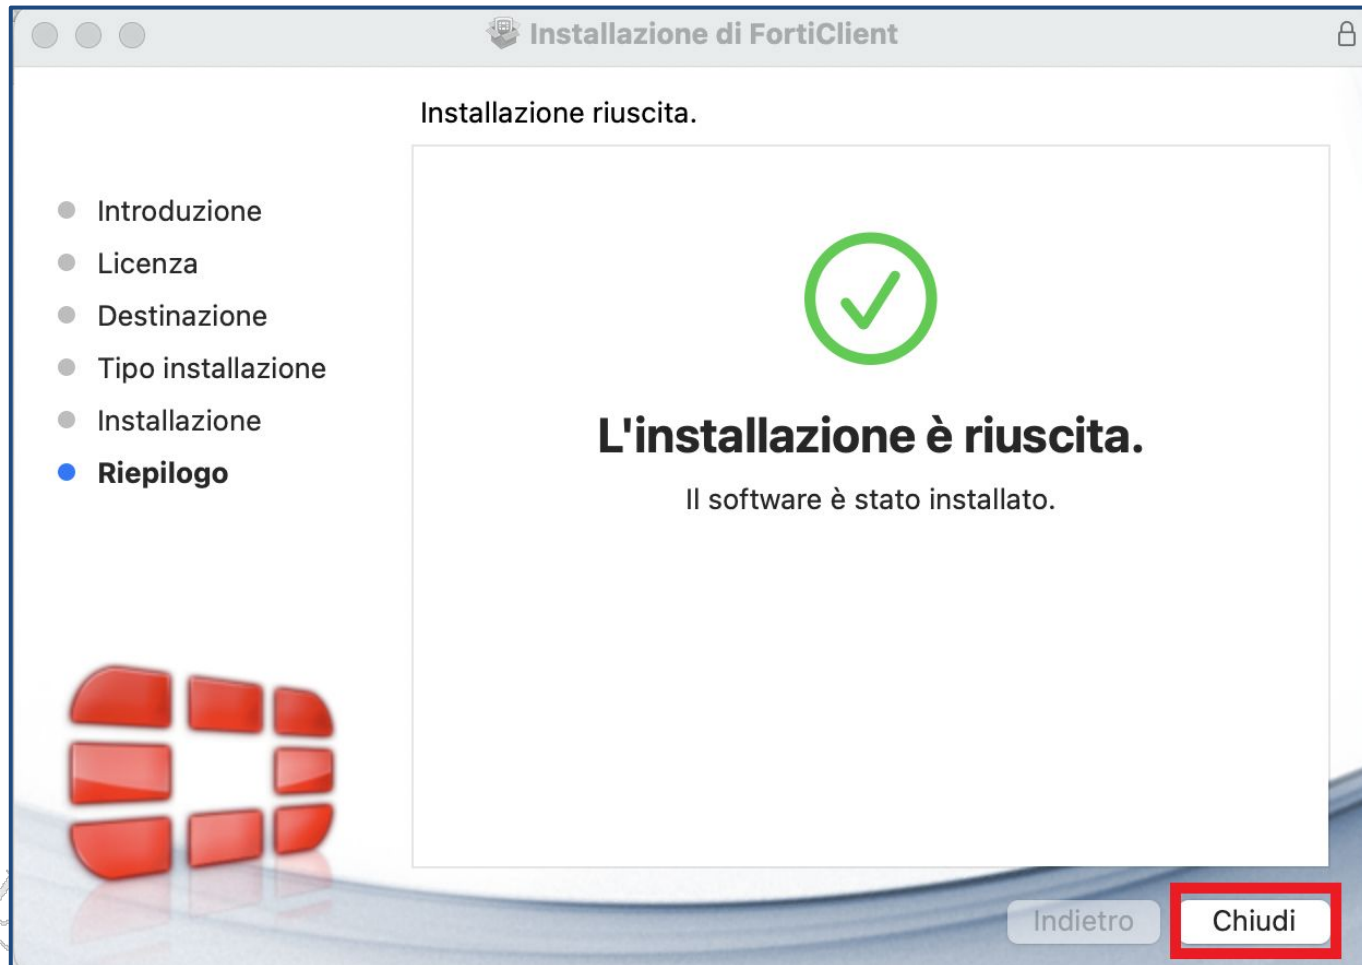 Installazione di FortiClient
Installazione riuscita.
Introduzione
Licenza
Destinazione
Tipo installazione
Installazione
Riepilogo
L'installazione è riuscita.
Il software è stato installato.
Indietro
Chiudi